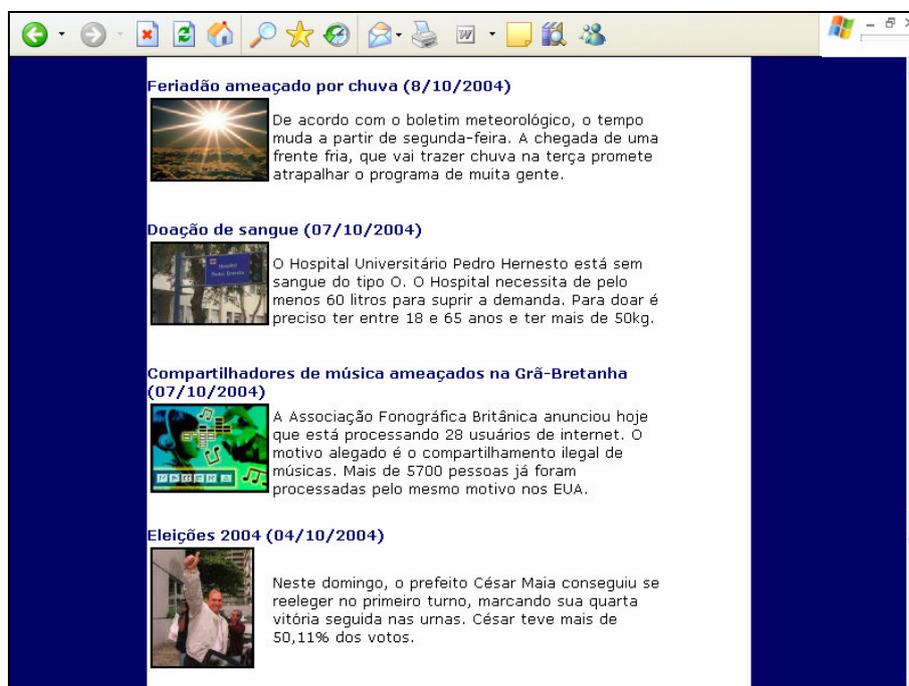 Feriadão ameaçado por chuva (8/10/2004)
De acordo com o boletim meteorológico, o tempo
muda a partir de segunda-feira. A chegada de uma
frente fria, que vai trazer chuva na terça promete
atrapalhar o programa de muita gente.
Doação de sangue (07/10/2004)
Hospital
Pedro Ernesto
O Hospital Universitário Pedro Hernesto está sem
sangue do tipo O. O Hospital necessita de pelo
menos 60 litros para suprir a demanda. Para doar é
preciso ter entre 18 e 65 anos e ter mais de 50kg.
Compartilhadores de música ameaçados na Grã-Bretanha
(07/10/2004)
A Associação Fonográfica Britânica anunciou hoje
que está processando 28 usuários de internet. O
motivo alegado é o compartilhamento ilegal de
músicas. Mais de 5700 pessoas já foram
processadas pelo mesmo motivo nos EUA.
Eleições 2004 (04/10/2004)
Neste domingo, o prefeito César Maia conseguiu se
reeleger no primeiro turno, marcando sua quarta
vitória seguida nas urnas. César teve mais de
50,11% dos votos.